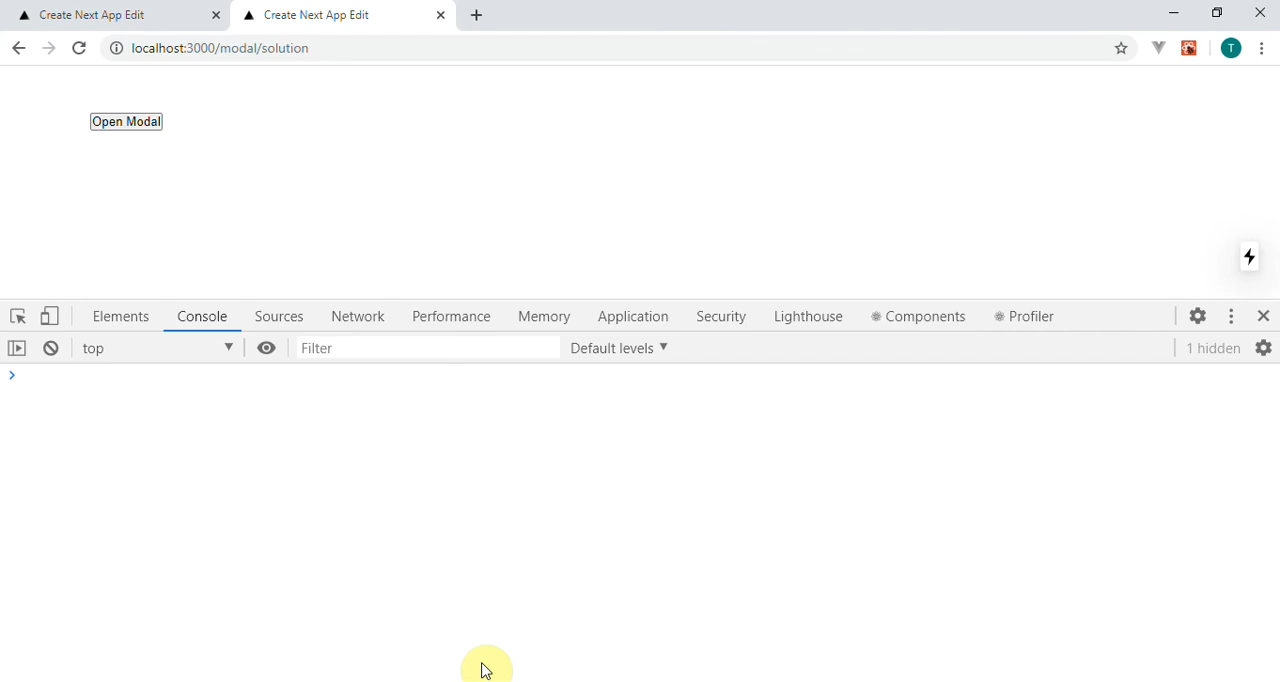 Create Next App Edit
Create Next App Edit
localhost:3000/modal/solution
T
Open Modal
Elements Console Sources Network Performance Memory Application Security Lighthouse Components Profiler
top Filter Default levels 1 hidden